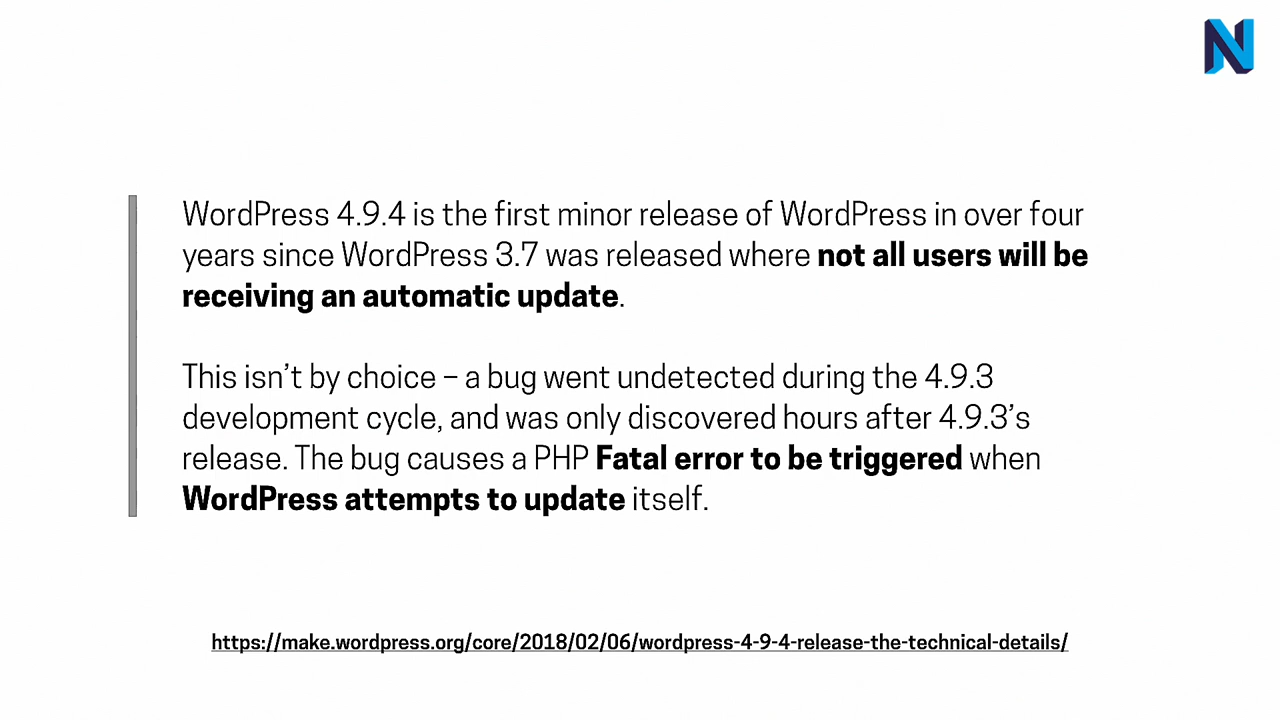 N
WordPress 4.9.4 is the first minor release of WordPress in over four
years since WordPress 3.7 was released where not all users will be
receiving an automatic update.
This isn’t by choice – a bug went undetected during the 4.9.3
development cycle, and was only discovered hours after 4.9.3’s
release. The bug causes a PHP Fatal error to be triggered when
WordPress attempts to update itself.
https://make.wordpress.org/core/2018/02/06/wordpress-4-9-4-release-the-technical-details/